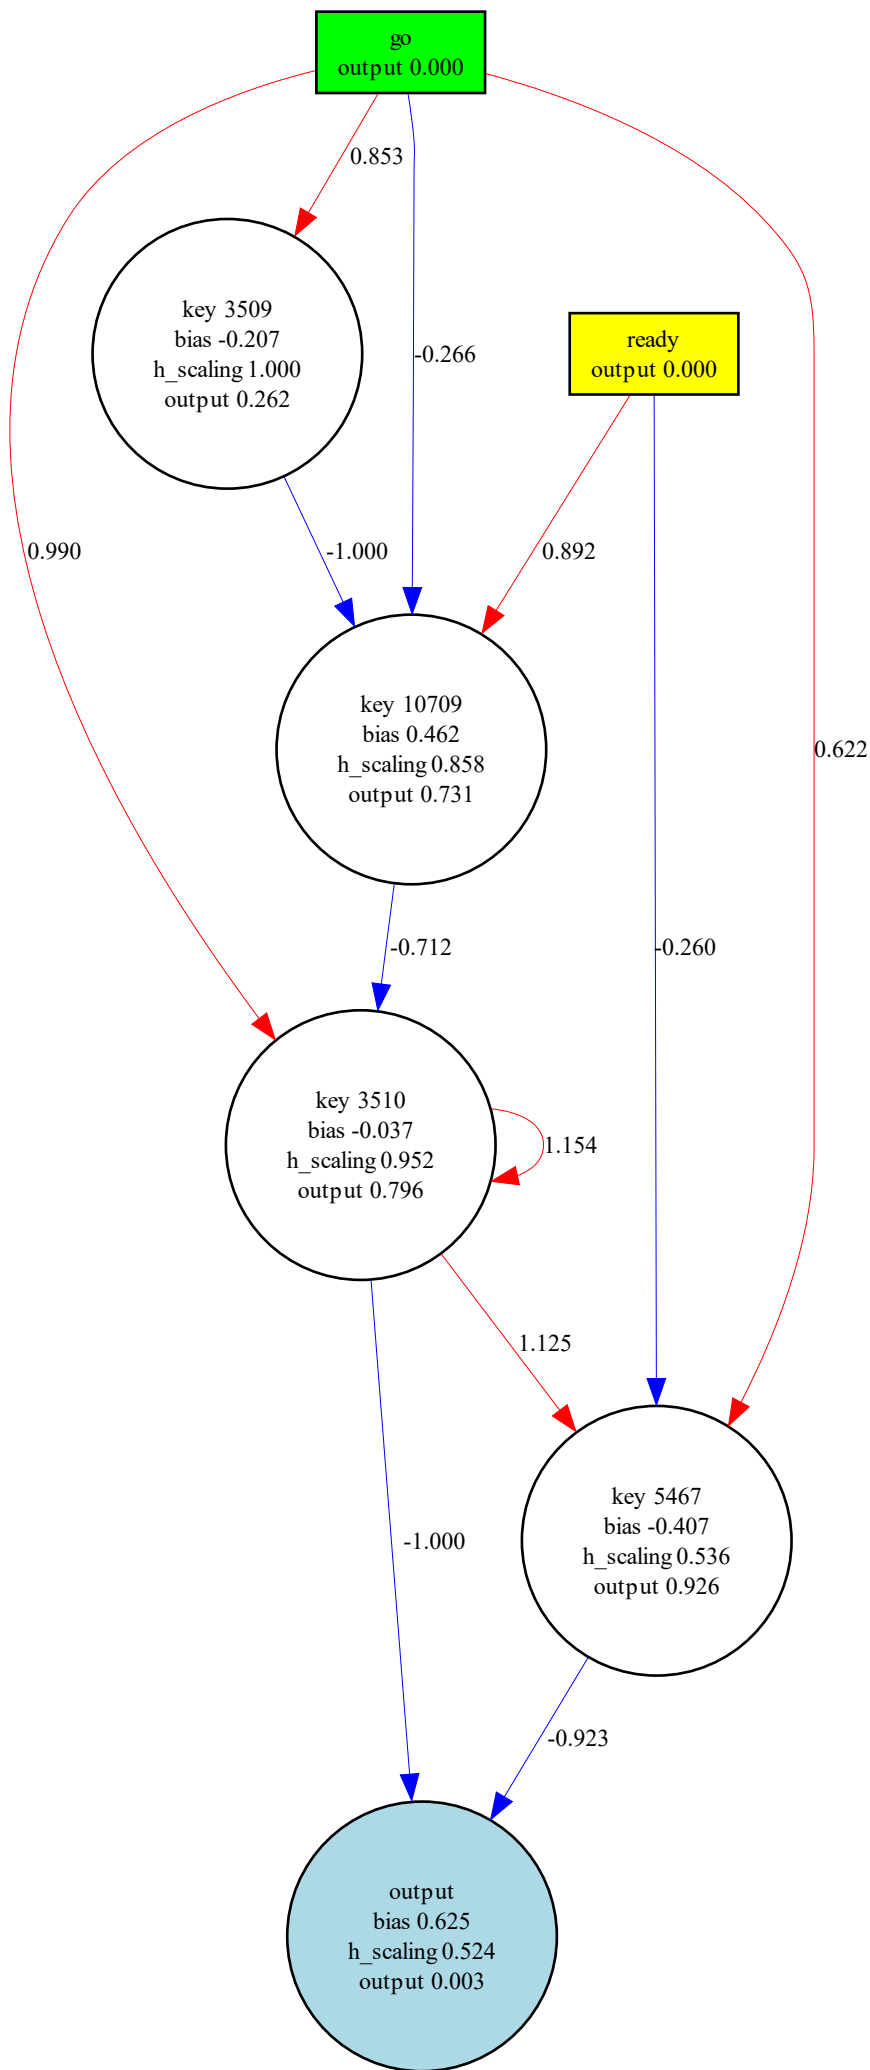 go
output 0.000
0.853
key 3509
bias -0.207
h_scaling 1.000
output 0.262
-0.266
ready
output 0.000
0.990
-1.000
0.892
key 10709
bias 0.462
h_scaling 0.858
output 0.731
0.622
-0.712
-0.260
key 3510
bias -0.037
h_scaling 0.952
output 0.796
1.154
1.125
key 5467
bias -0.407
h_scaling 0.536
output 0.926
-1.000
-0.923
output
bias 0.625
h_scaling 0.524
output 0.003